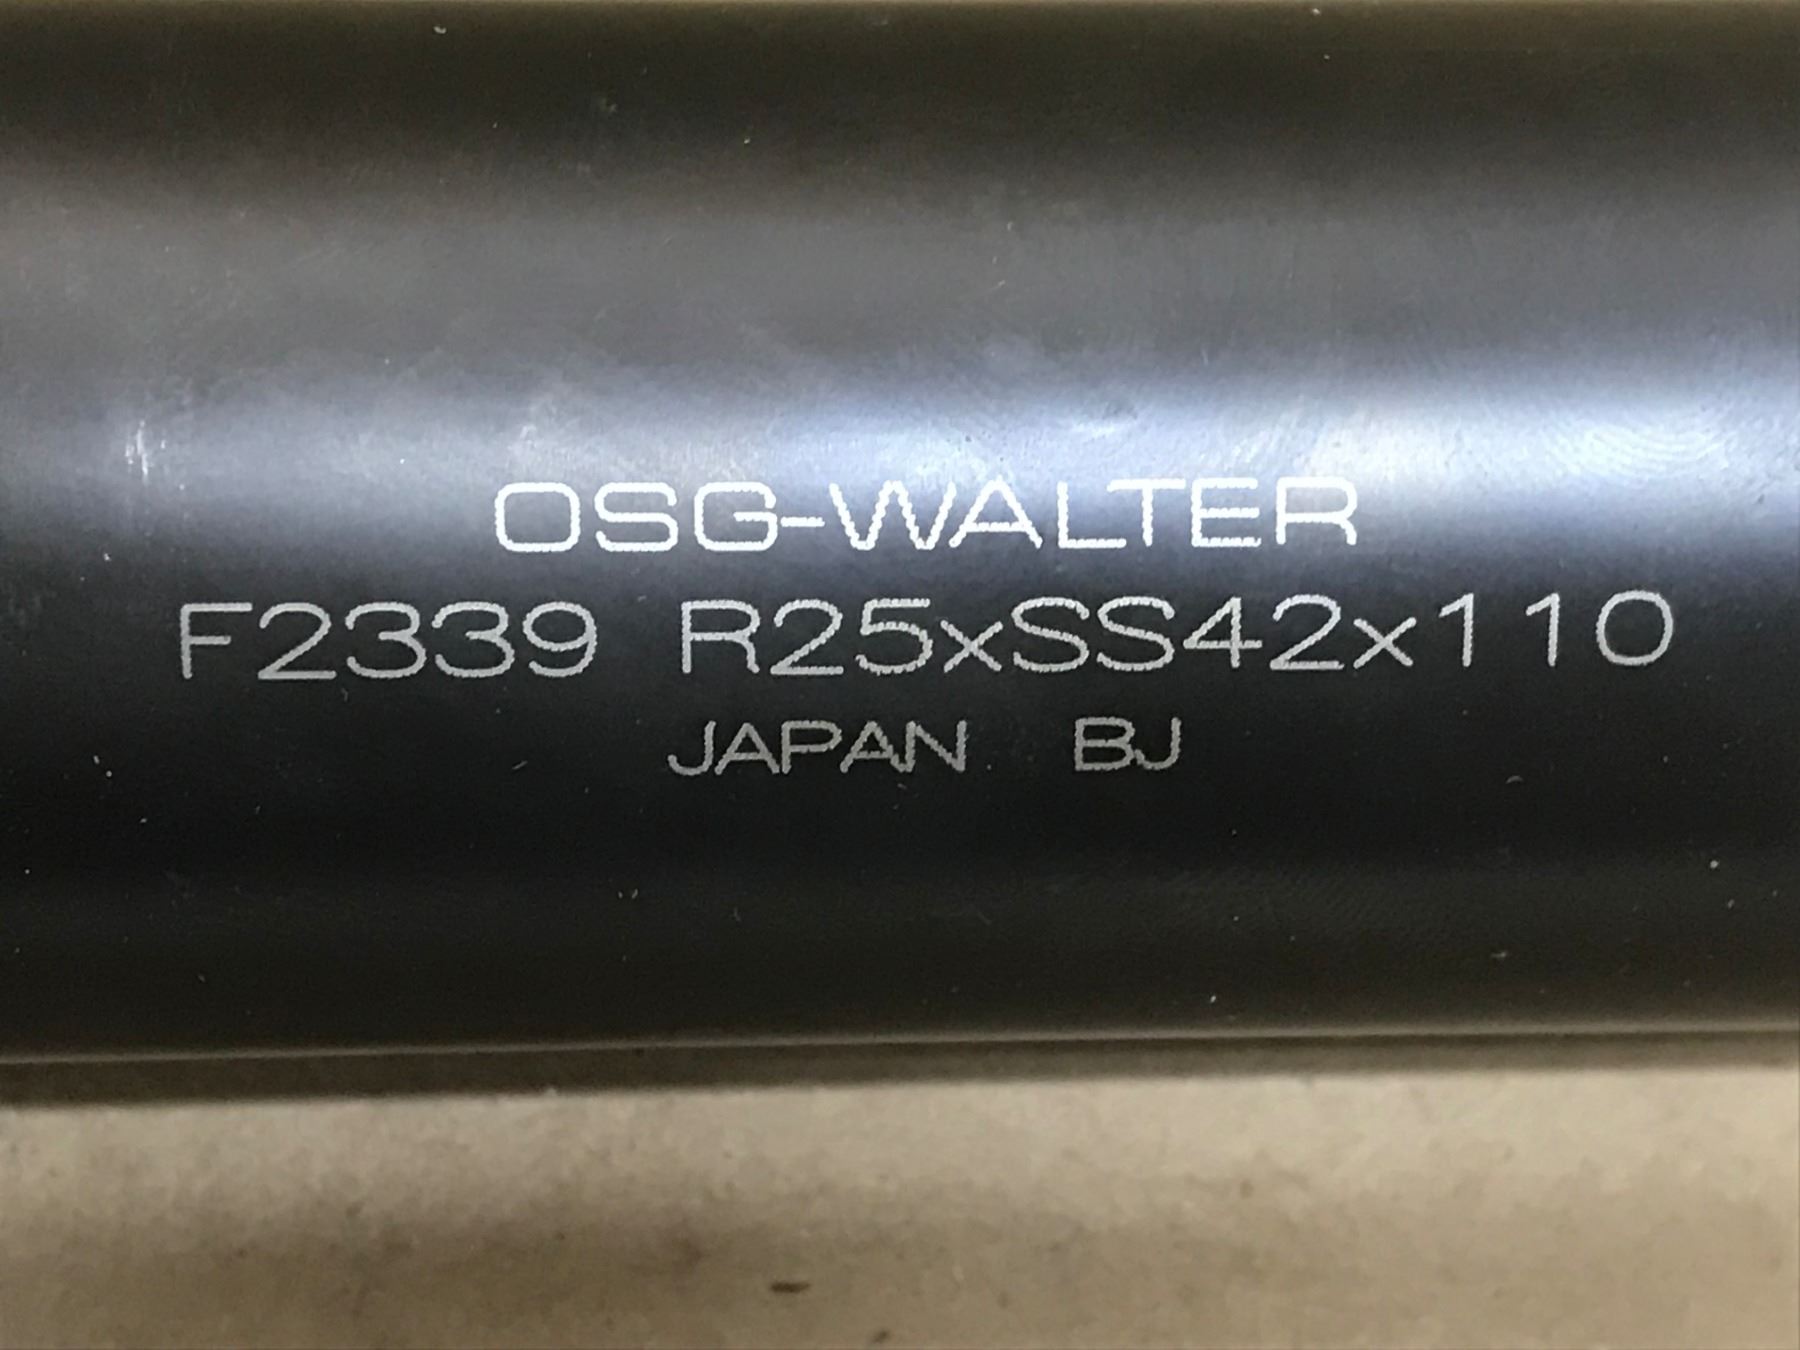 OSG-WALTER
F2339 R25xSS42x110
JAPAN BJ